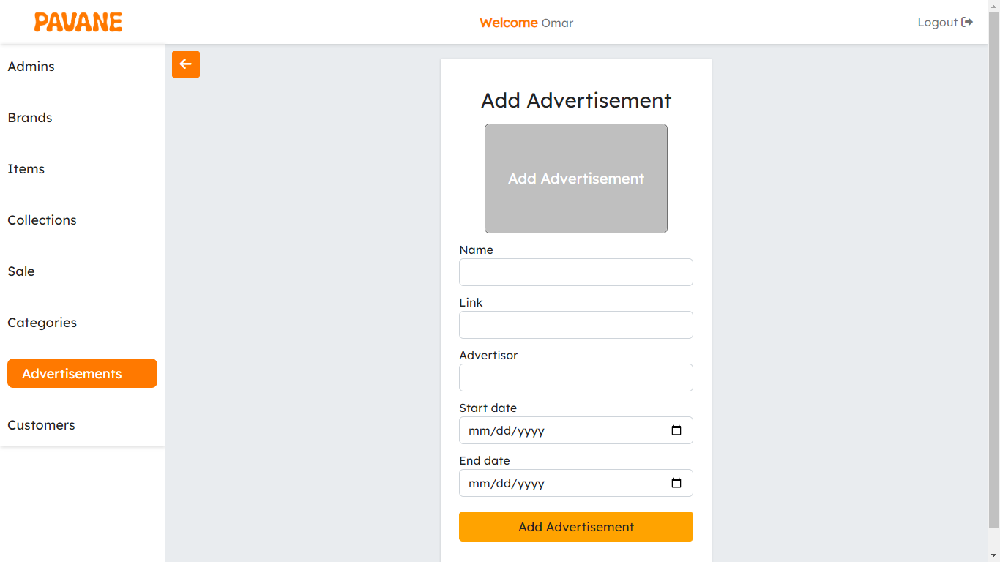 PAVANE
Welcome Omar
Logout
Admins
Brands
Items
Collections
Sale
Categories
Advertisements
Customers
Add Advertisement
Add Advertisement
Name
Link
Advertisor
Start date
mm/dd/yyyy
End date
mm/dd/yyyy
Add Advertisement